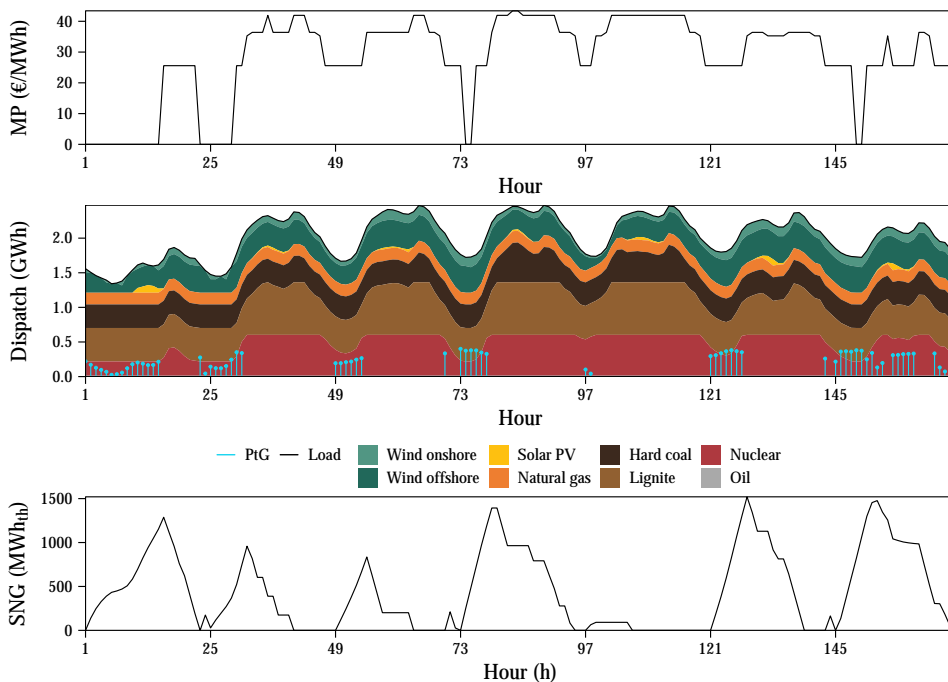 MP (€/MWh)
40
30
20
10
0
1 25 49 73 97 121 145
Hour
Dispatch (GWh)
2.0
1.5
1.0
0.5
0.0
1 25 49 73 97 121 145
Hour
PtG Load Wind onshore Solar PV Hard coal Nuclear
Wind offshore Natural gas Lignite Oil
SNG (MWhth)
1500
1000
500
0
1 25 49 73 97 121 145
Hour (h)